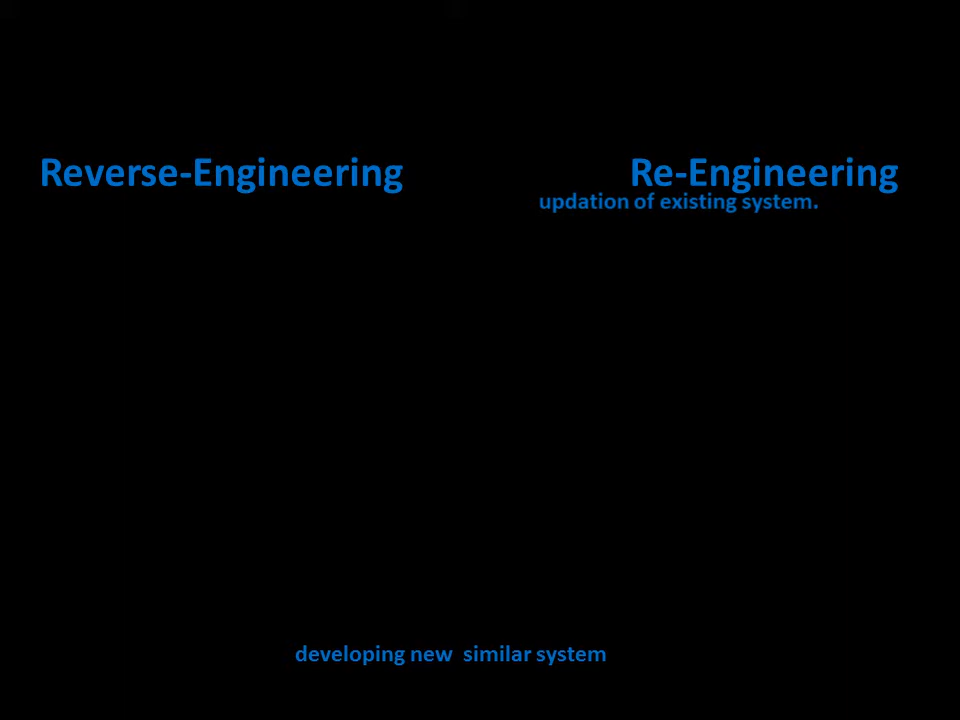 Reverse-Engineering
Re-Engineering
updation of existing system.
developing new  similar system